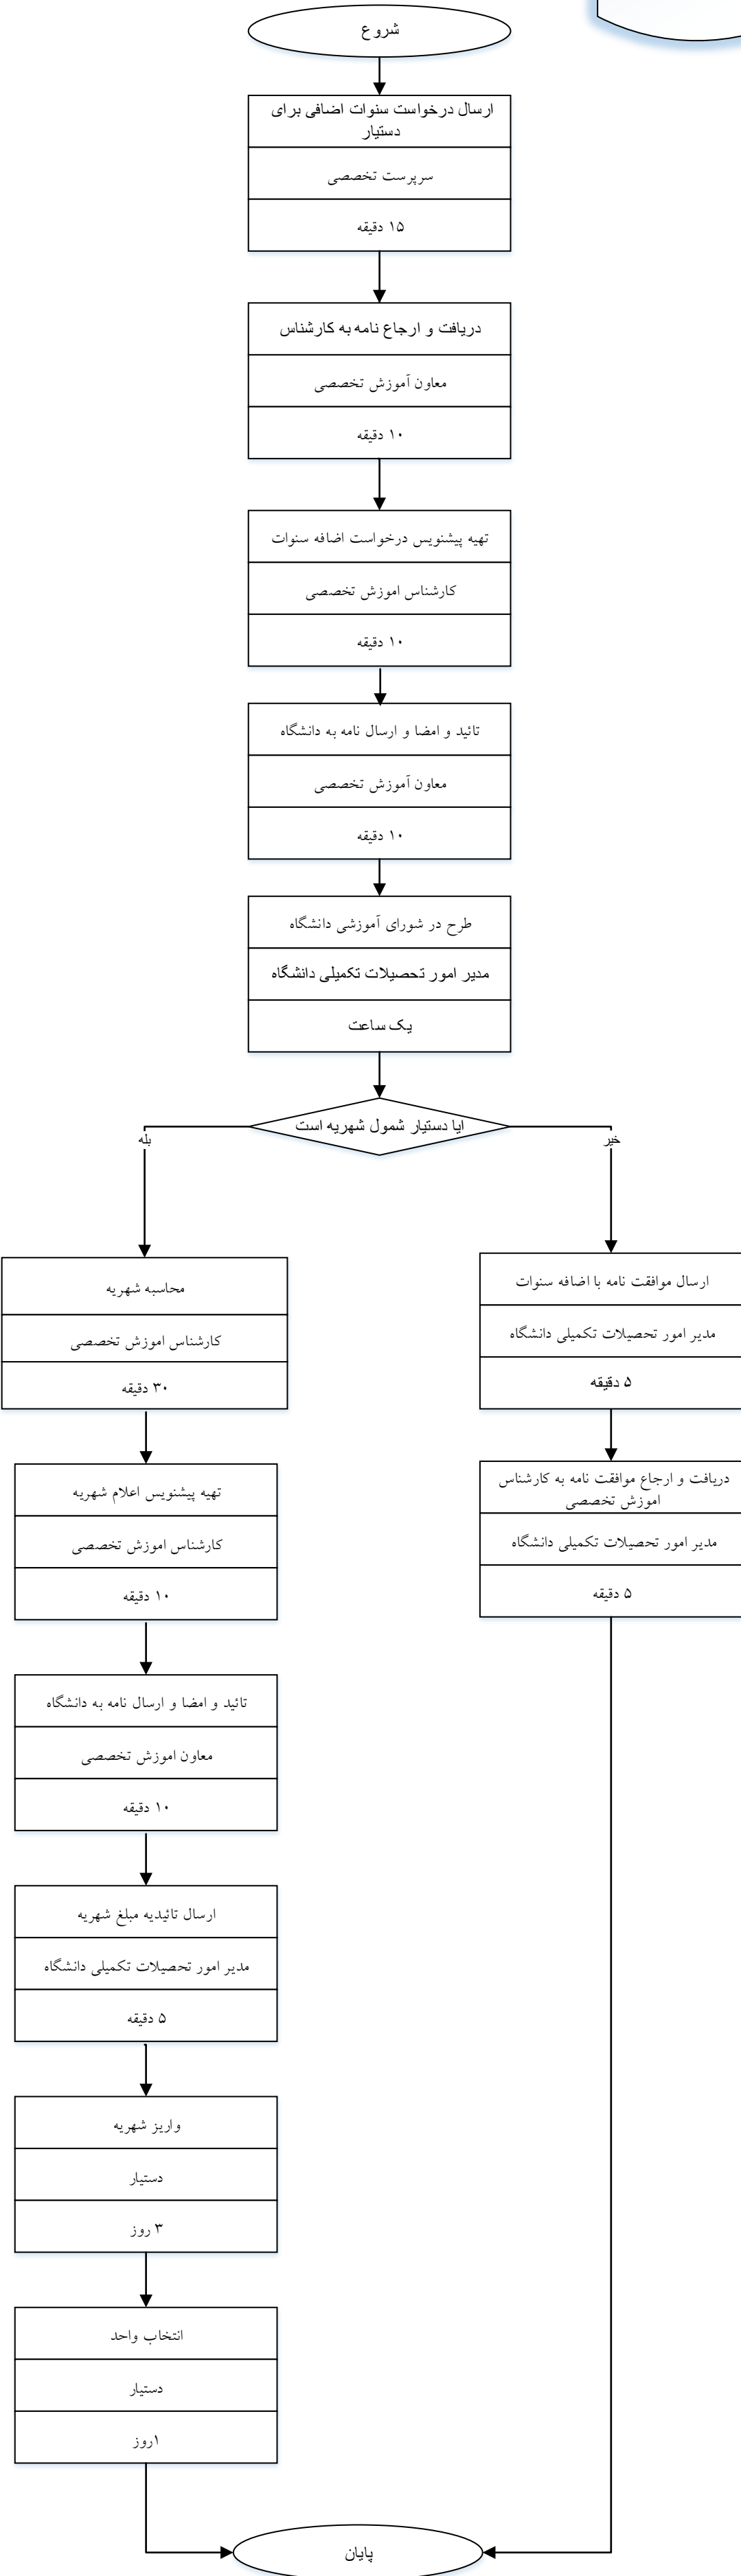 شروع
ارسال درخواست سنوات اضافی برای
دستیار
سرپرست تخصصی
۱۵ دقیقه
دریافت و ارجاع نامه به کارشناس
معاون آموزش تخصصی
۱۰ دقیقه
تهیه پیشنویس درخواست اضافه سنوات
کارشناس اموزش تخصصی
۱۰ دقیقه
تائید و امضا و ارسال نامه به دانشگاه
معاون آموزش تخصصی
۱۰ دقیقه
طرح در شورای آموزشی دانشگاه
مدیر امور تحصیلات تکمیلی دانشگاه
یک ساعت
ایا دستیار شمول شهریه است
خیر
بله
ارسال موافقت نامه با اضافه سنوات
مدیر امور تحصیلات تکمیلی دانشگاه
۵ دقیقه
دریافت و ارجاع موافقت نامه به کارشناس
اموزش تخصصی
مدیر امور تحصیلات تکمیلی دانشگاه
۵ دقیقه
محاسبه شهریه
کارشناس اموزش تخصصی
۳۰ دقیقه
تهیه پیشنویس اعلام شهریه
کارشناس اموزش تخصصی
۱۰ دقیقه
تائید و امضا و ارسال نامه به دانشگاه
معاون اموزش تخصصی
۱۰ دقیقه
ارسال تائیدیه مبلغ شهریه
مدیر امور تحصیلات تکمیلی دانشگاه
۵ دقیقه
واریز شهریه
دستیار
۳ روز
انتخاب واحد
دستیار
۱روز
پایان